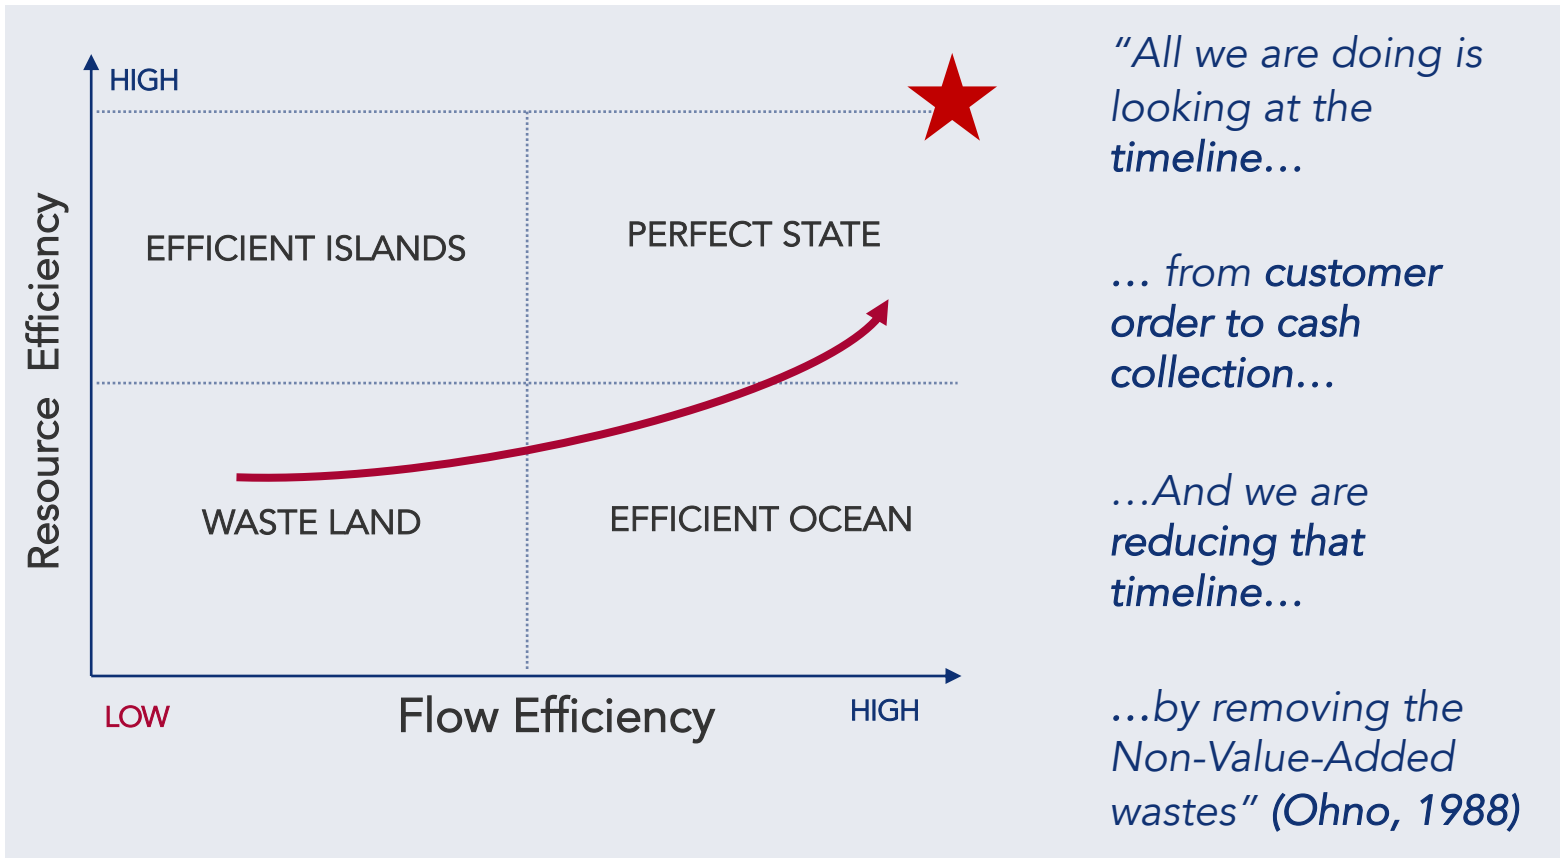 HIGH
EFFICIENT ISLANDS
PERFECT STATE
Resource Efficiency
WASTE LAND
EFFICIENT OCEAN
LOW
Flow Efficiency
HIGH
“All we are doing is
looking at the
timeline…
… from customer
order to cash
collection…
…And we are
reducing that
timeline…
…by removing the
Non-Value-Added
wastes” (Ohno, 1988)